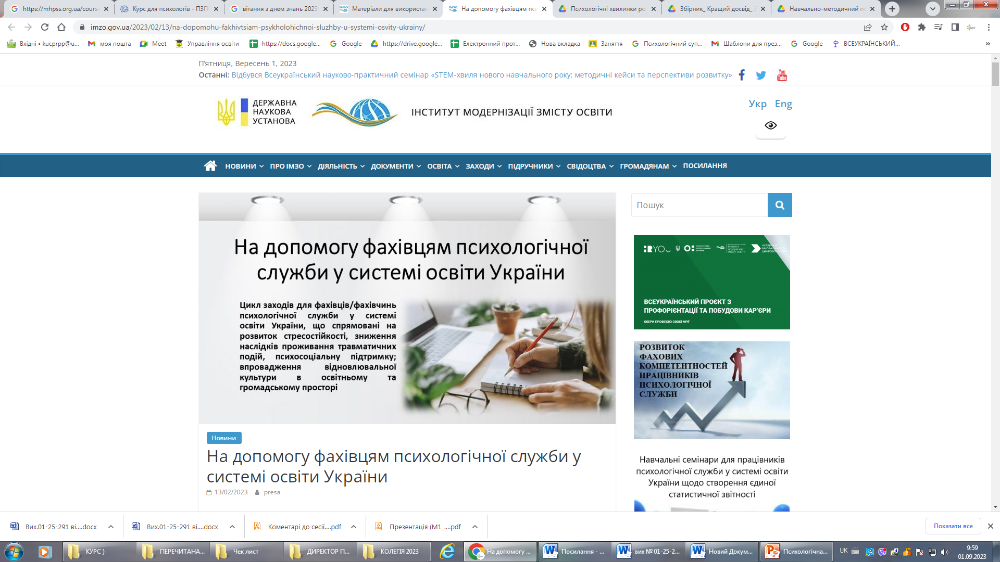 https://mhpss.org.ua/course
Курс для психологів - ПЗП
вітання з днем знань 2023
Матеріали для використан
На допомогу фахівцям пси
Психологічні хвилинки ро
Збірник_ Кращий досвід_
Навчально-методичний по
imzo.gov.ua/2023/02/13/na-dopomohu-fakhivtsiam-psykholohichnoi-sluzhby-u-systemi-osvity-ukrainy/
Вхідні • kucprpp@u...
моя пошта
Meet
Управління освіти
https://docs.google...
Google
https://drive.google...
Електронний прот...
Нова вкладка
Заняття
Психологічний суп...
Шаблони для през...
Google
ВСЕУКРАЇНСЬКИЙ...
»
П'ятниця, Вересень 1, 2023
Останні: Відбувся Всеукраїнський науково-практичний семінар «STEM-хвиля нового навчального року: методичні кейси та перспективи розвитку»
You
Tube
ДЕРЖАВНА
НАУКОВА
УСТАНОВА
ІНСТИТУТ МОДЕРНІЗАЦІЇ ЗМІСТУ ОСВІТИ
Укр Eng
НОВИНИ
ПРО ІМЗО
ДІЯЛЬНІСТЬ
ДОКУМЕНТИ
ОСВІТА
ЗАХОДИ
ПІДРУЧНИКИ
СВІДОЦТВА
ГРОМАДЯНАМ
ПОСИЛАННЯ
На допомогу фахівцям психологічної
служби у системі освіти України
Цикл заходів для фахівців/фахівчинь
психологічної служби у системі
освіти України, що спрямовані на
розвиток стресостійкості, зниження
наслідків проживання травматичних
подій, психосоціальну підтримку;
впровадження відновлювальної
культури в освітньому та
громадському просторі
Новини
На допомогу фахівцям психологічної служби у
системі освіти України
13/02/2023 presa
Пошук
ВСЕУКРАЇНСЬКИЙ ПРОЄКТ З
ПРОФОРІЄНТАЦІЇ ТА ПОБУДОВИ КАР'ЄРИ
ОБЕРИ ПРОФЕСІЮ СВОЄЇ МРІЇ
РОЗВИТОК
ФАХОВИХ
КОМПЕТЕНТНОСТЕЙ
ПРАЦІВНИКІВ
ПСИХОЛОГІЧНОЇ
СЛУЖБИ
Навчальні семінари для працівників
психологічної служби у системі освіти
України щодо створення єдиної
статистичної звітності
Вих.01-25-291 ві....docx
Вих.01-25-291 ві....docx
Коментарі до сесії....pdf
Презентація (М1_....pdf
Показати все
КУРС )
ПЕРЕЧИТАНА...
Чек лист
ДИРЕКТОР П...
КОЛЕГІЯ 2023
На допомогу ...
Посилання - ...
вих № 01-25-2...
Новий Докум...
Психологічна...
UK
9:59
01.09.2023